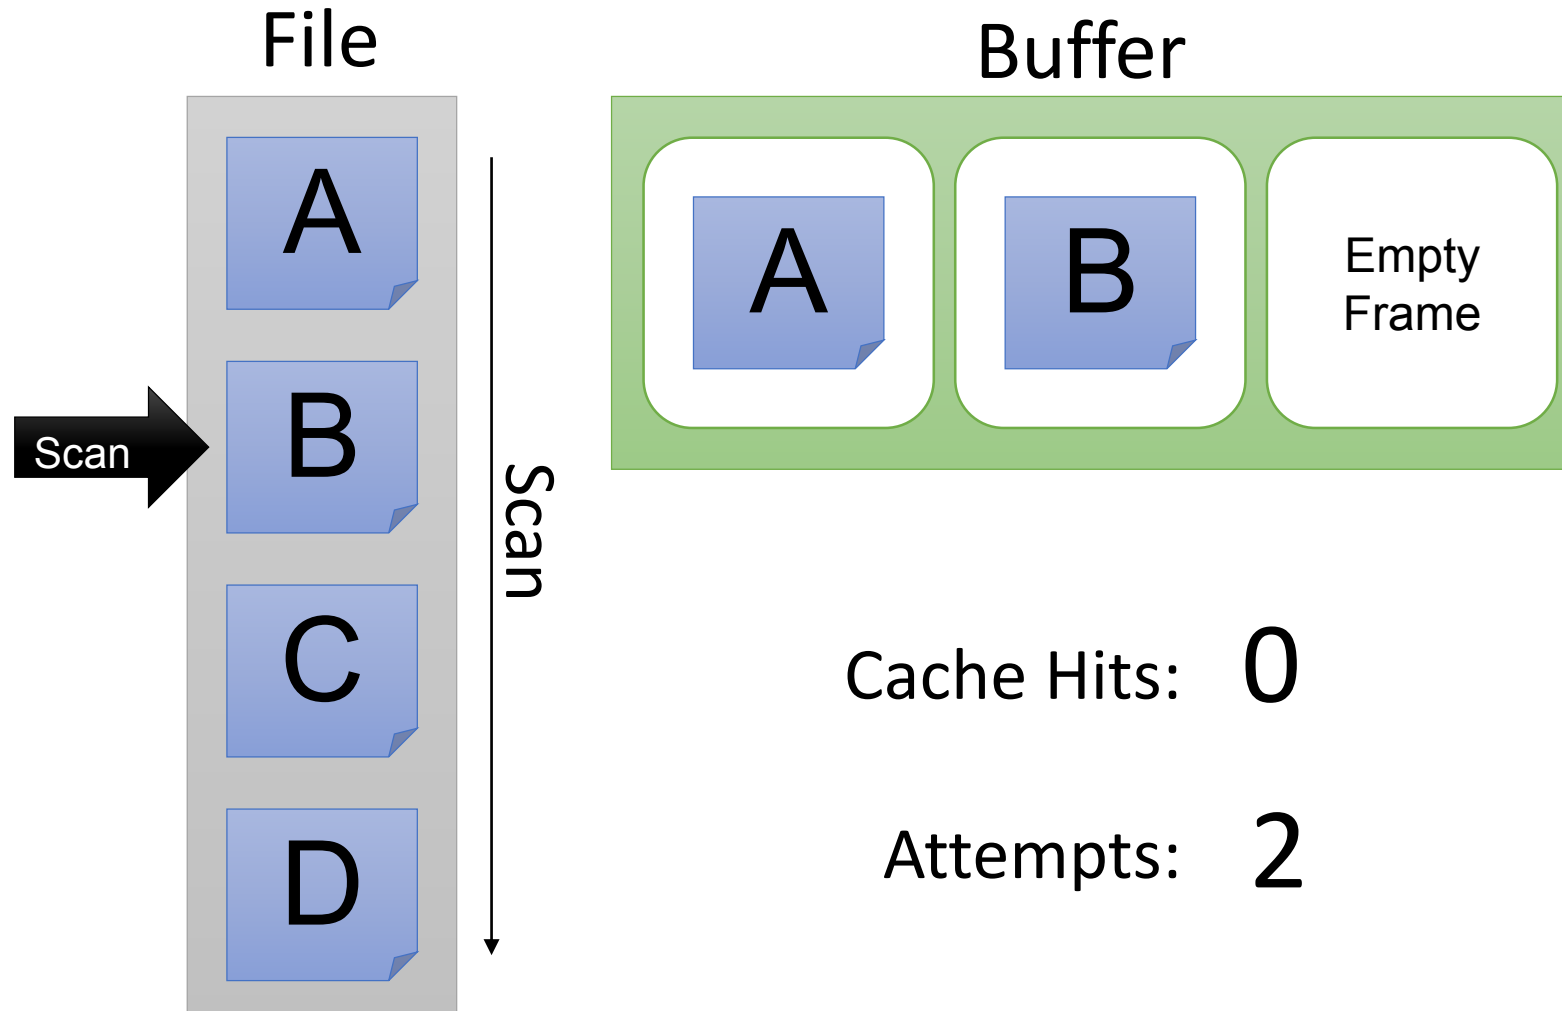 File
Buffer
A
B
C
D
Scan
Scan
A
B
Empty
Frame
Cache Hits: 0
Attempts: 2